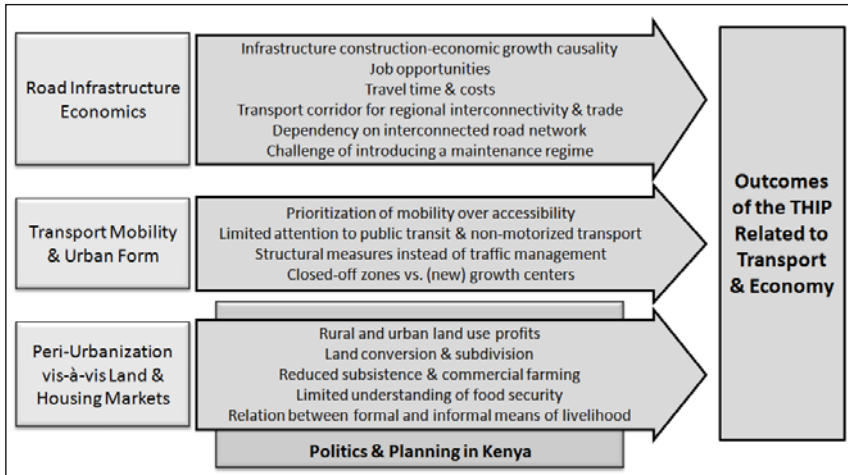 Road Infrastructure
Economics
Infrastructure construction-economic growth causality
Job opportunities
Travel time & costs
Transport corridor for regional interconnectivity & trade
Dependency on interconnected road network
Challenge of introducing a maintenance regime
Transport Mobility
& Urban Form
Prioritization of mobility over accessibility
Limited attention to public transit & non-motorized transport
Structural measures instead of traffic management
Closed-off zones vs. (new) growth centers
Peri-Urbanization
vis-à-vis Land &
Housing Markets
Rural and urban land use profits
Land conversion & subdivision
Reduced subsistence & commercial farming
Limited understanding of food security
Relation between formal and informal means of livelihood
Politics & Planning in Kenya
Outcomes
of the THIP
Related to
Transport
& Economy